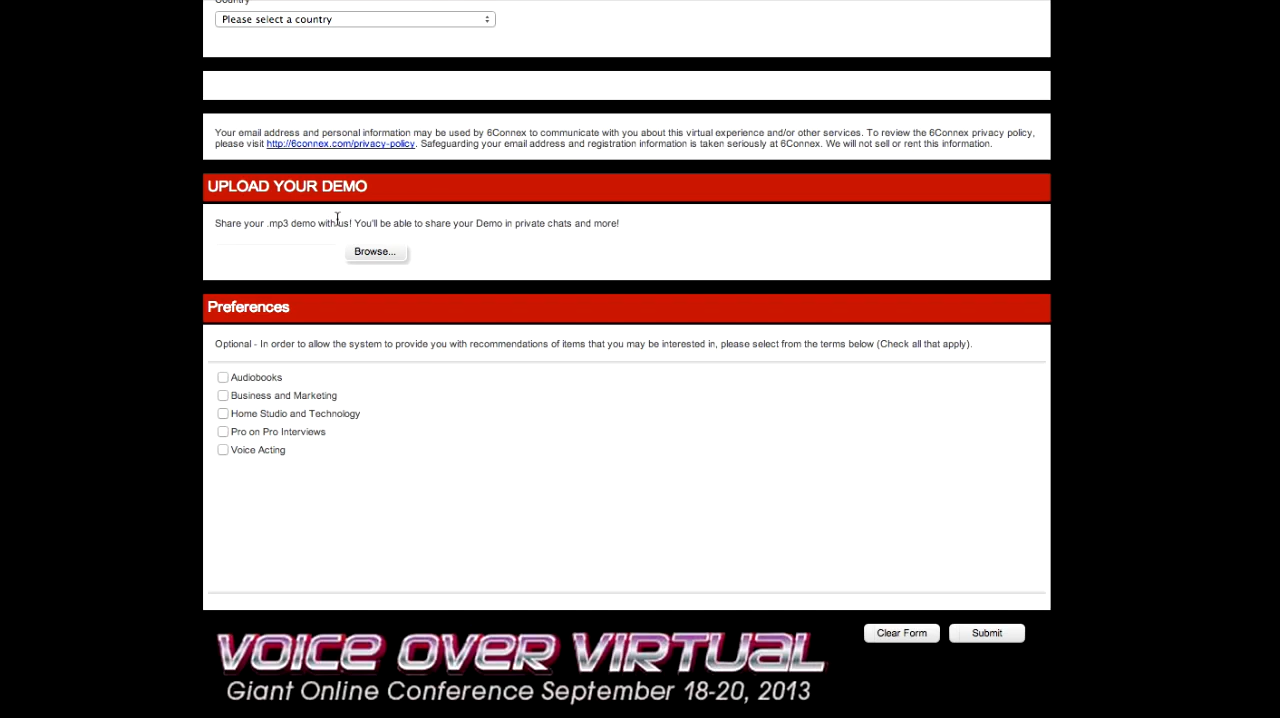 Country
Please select a country
Your email address and personal information may be used by 6Connex to communicate with you about this virtual experience and/or other services. To review the 6Connex privacy policy,
please visit http://6connex.com/privacy-policy. Safeguarding your email address and registration information is taken seriously at 6Connex. We will not sell or rent this information.
UPLOAD YOUR DEMO
Share your .mp3 demo with us! You'll be able to share your Demo in private chats and more!
Browse...
Preferences
Optional - In order to allow the system to provide you with recommendations of items that you may be interested in, please select from the terms below (Check all that apply).
Audiobooks
Business and Marketing
Home Studio and Technology
Pro on Pro Interviews
Voice Acting
Clear Form Submit
VOICE OVER VIRTUAL
Giant Online Conference September 18-20, 2013